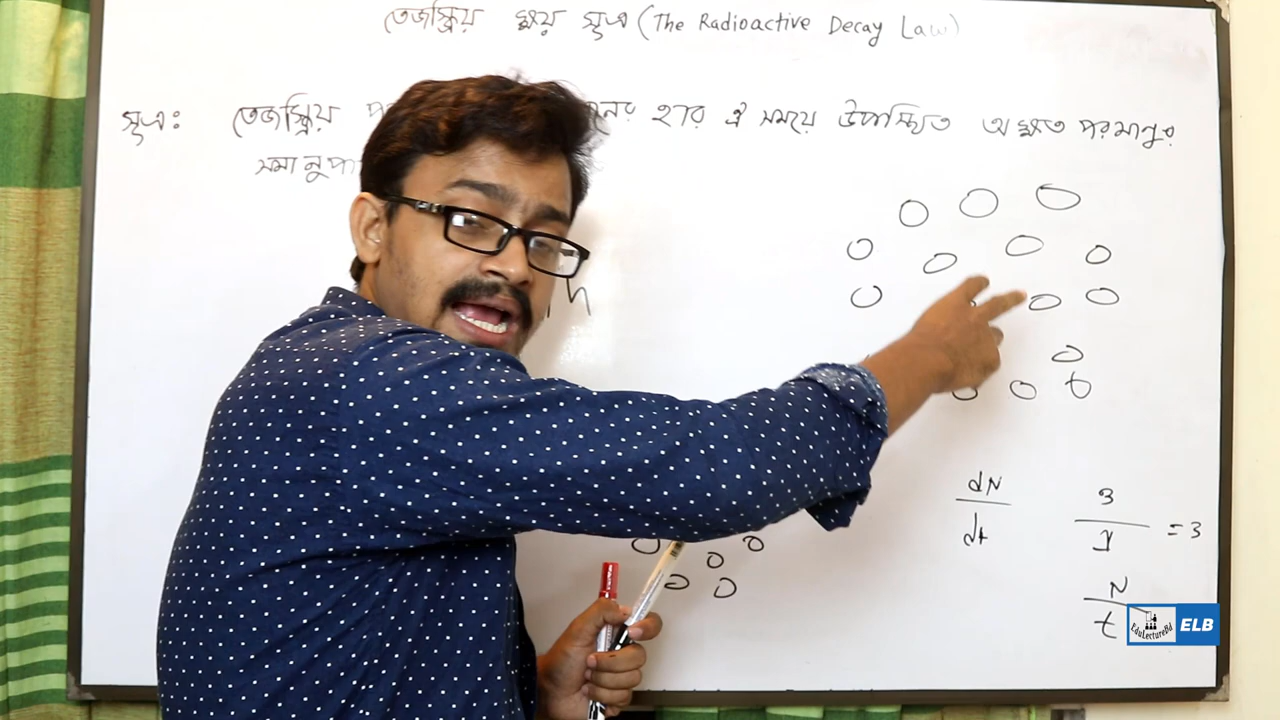 তেজস্ক্রিয় ক্ষয় সূত্র (The Radioactive Decay Law)
সূত্রঃ তেজস্ক্রিয় হার ঐ সময়ে উপস্থিত অক্ষত পরমানুর
সমানুপা
dN
dt
3
1
= 3
N
t
EduLectureBd ELB